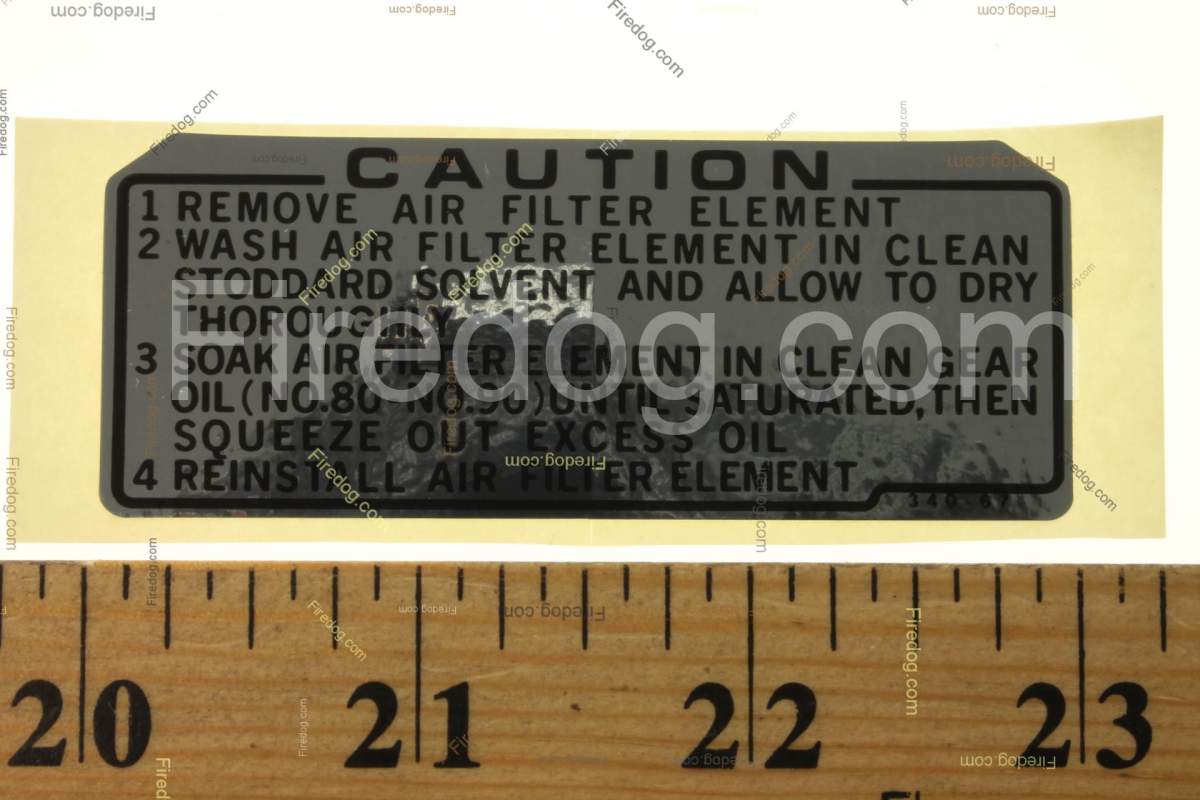 CAUTION
1 REMOVE AIR FILTER ELEMENT
2 WASH AIR FILTER ELEMENT IN CLEAN
STODDARD SOLVENT AND ALLOW TO DRY
THOROUGHLY
3 SOAK AIR FILTER ELEMENT IN CLEAN GEAR
OIL (NO.80 NO.90) UNTIL SATURATED, THEN
SQUEEZE OUT EXCESS OIL
4 REINSTALL AIR FILTER ELEMENT
340 67
Firedog.com
20 21 22 23